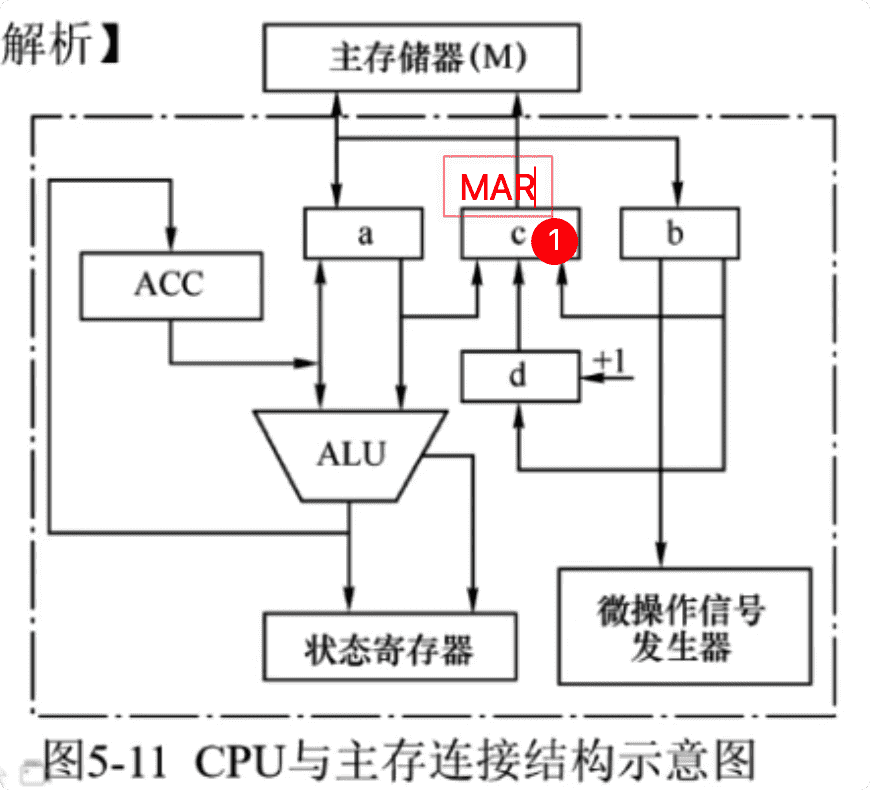 解析】
主存储器(M)
MAR
a
c
1
b
ACC
d
+1
ALU
微操作信号
发生器
状态寄存器
图5-11 CPU与主存连接结构示意图